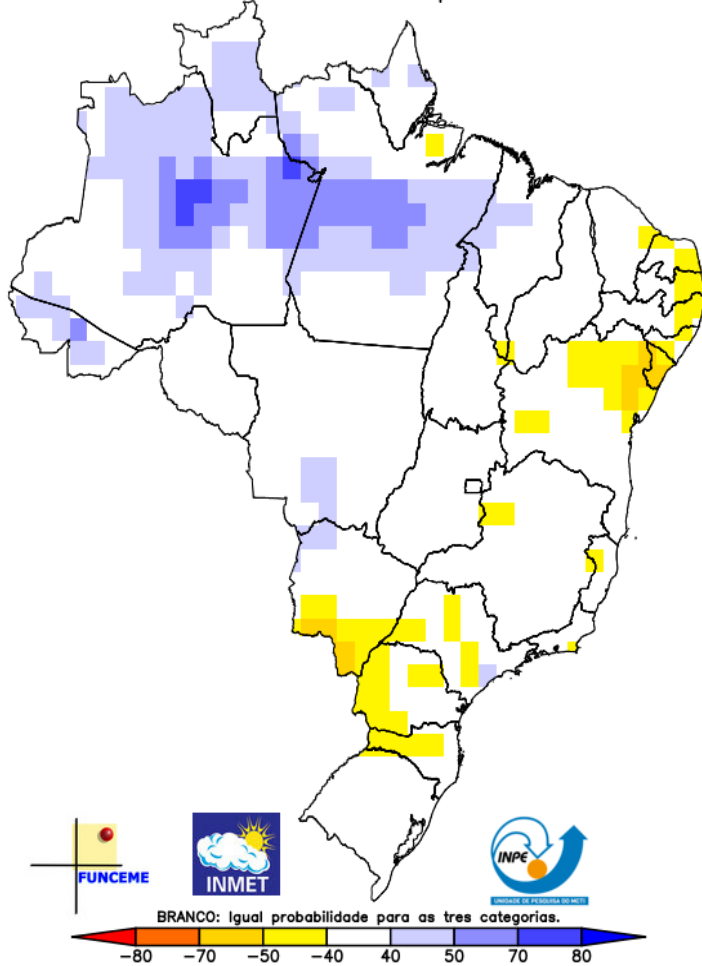 FUNCEME
INMET
INPE
UNIDADE DE PESQUISA DO MCTI
BRANCO: Igual probabilidade para as tres categorias.
-80 -70 -50 -40 40 50 70 80